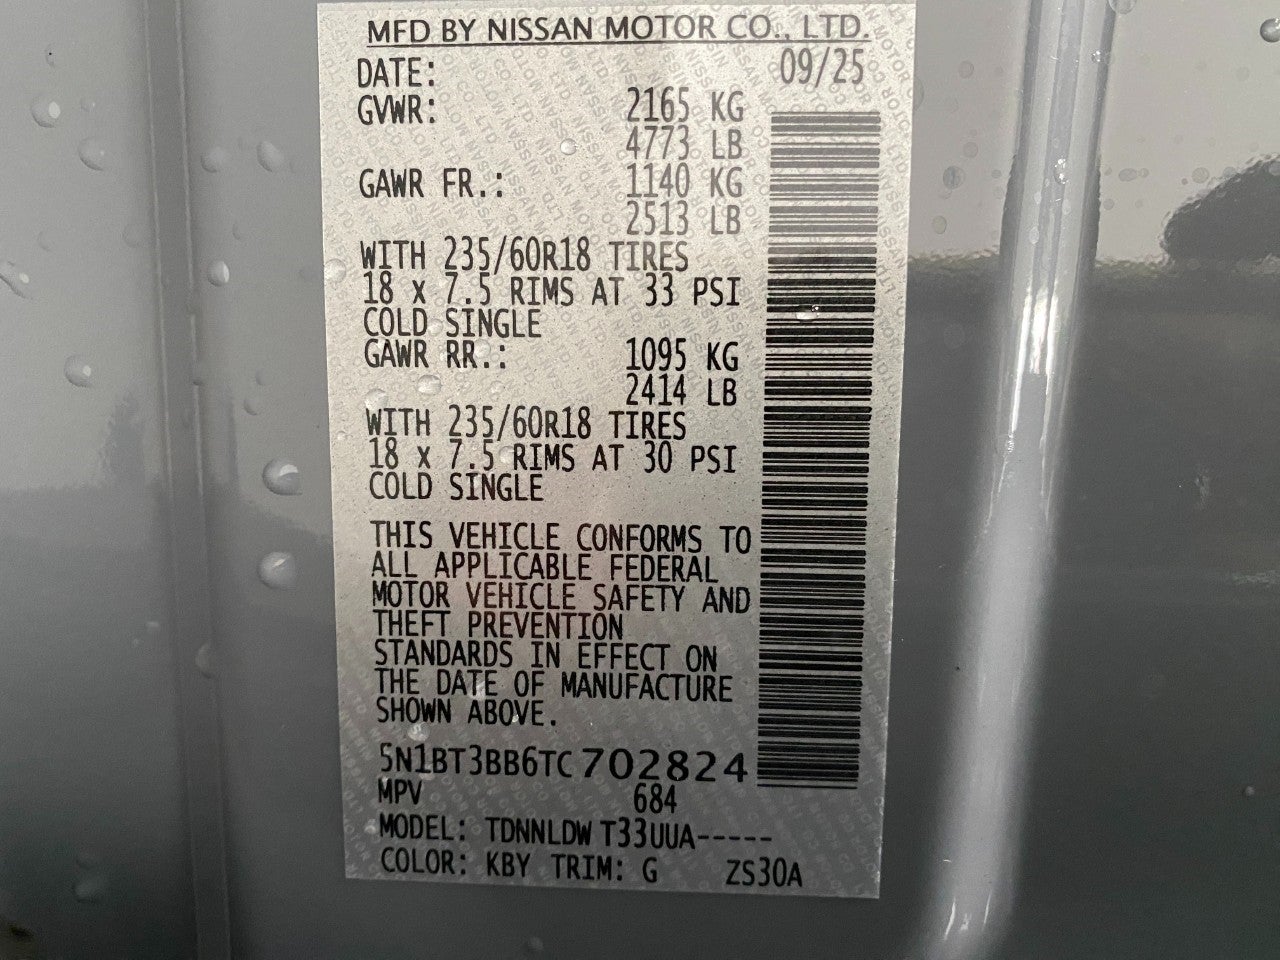 MFD BY NISSAN MOTOR CO., LTD.
DATE: 09/25
GVWR: 2165 KG
4773 LB
GAWR FR.: 1140 KG
2513 LB
WITH 235/60R18 TIRES
18 x 7.5 RIMS AT 33 PSI
COLD SINGLE
GAWR RR.: 1095 KG
2414 LB
WITH 235/60R18 TIRES
18 x 7.5 RIMS AT 30 PSI
COLD SINGLE
THIS VEHICLE CONFORMS TO
ALL APPLICABLE FEDERAL
MOTOR VEHICLE SAFETY AND
THEFT PREVENTION
STANDARDS IN EFFECT ON
THE DATE OF MANUFACTURE
SHOWN ABOVE.
5N1BT3BB6TC702824
MPV 684
MODEL: TDNNLDW T33UUA-----
COLOR: KBY TRIM: G ZS30A